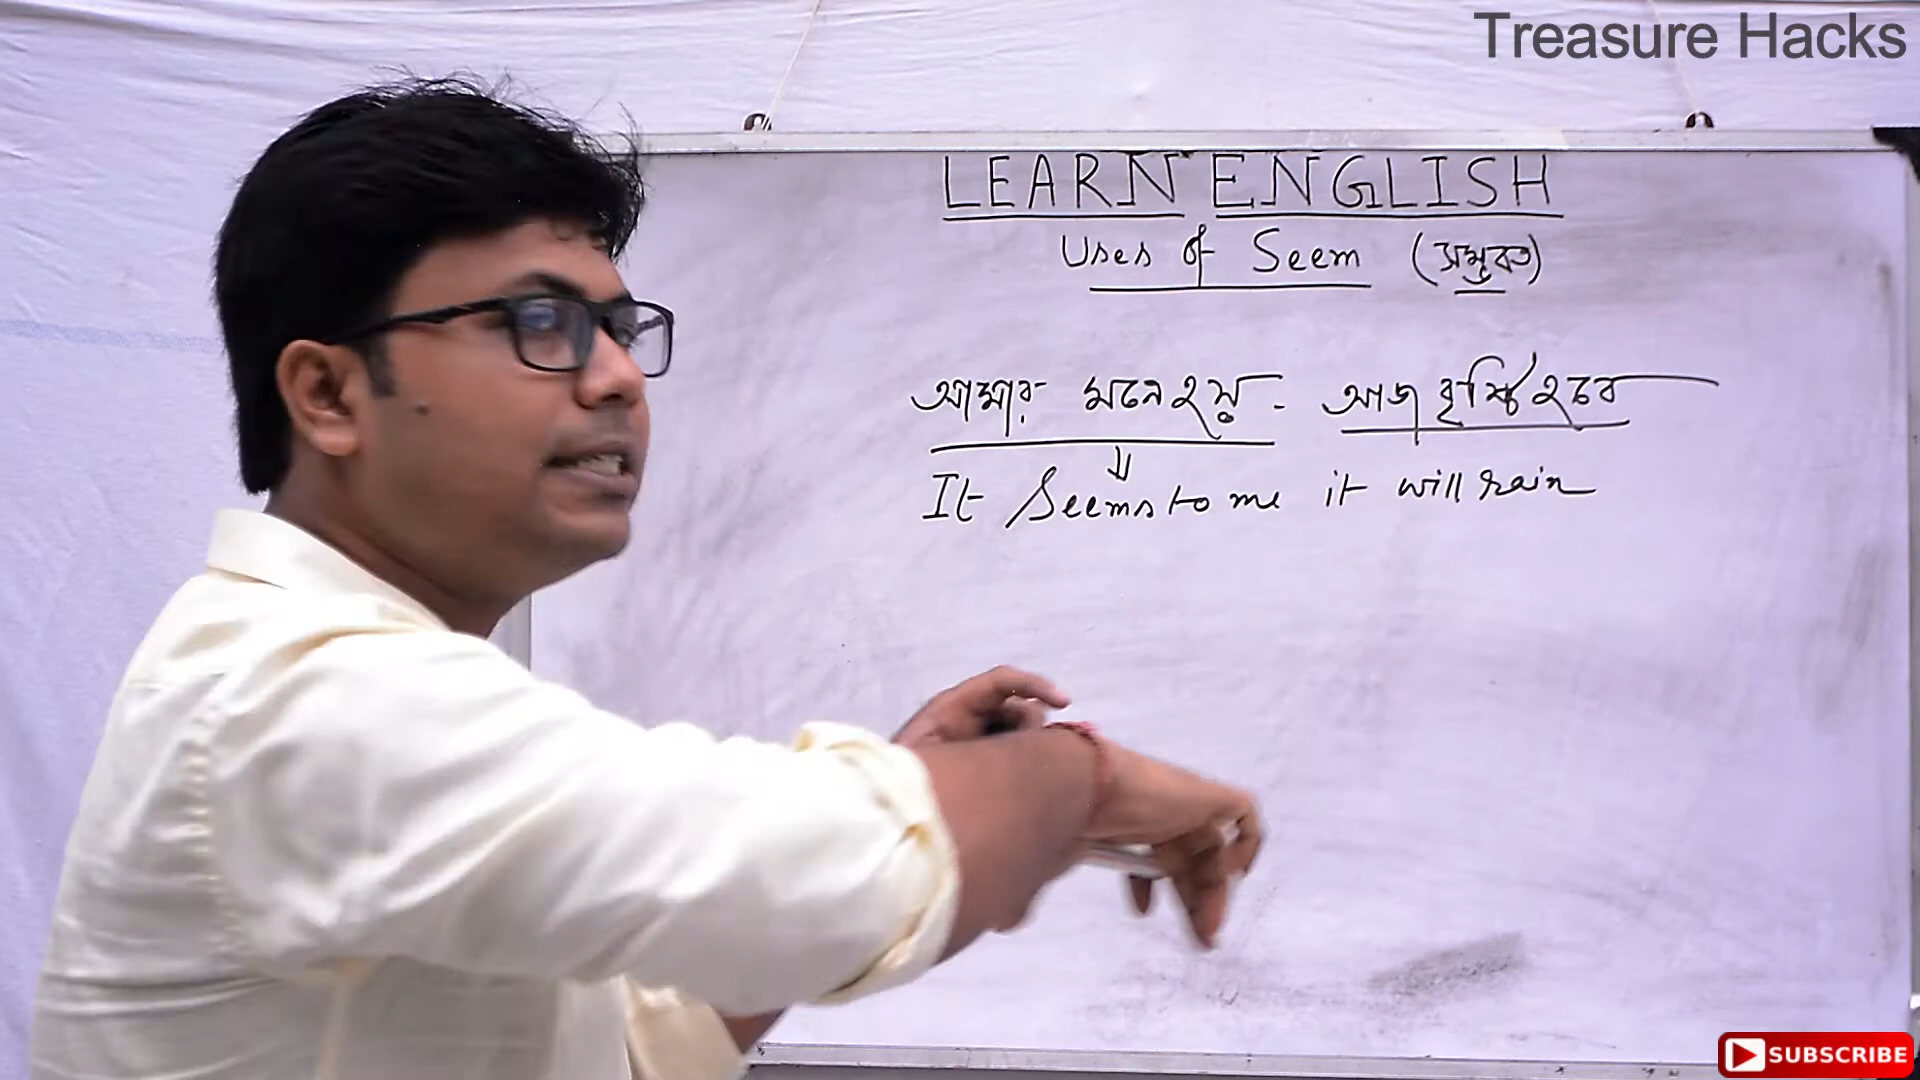 Treasure Hacks
LEARN ENGLISH
Uses of Seem (সম্ভবত)
আমার মনে হয় - আজ বৃষ্টি হবে
It Seems to me it will rain
SUBSCRIBE